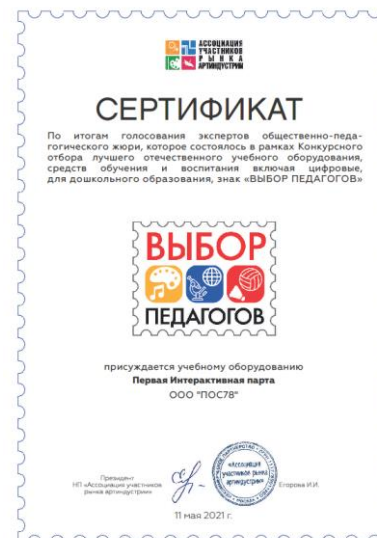 АССОЦИАЦИЯ
УЧАСТНИКОВ
РЫНКА
АРТИНДУСТРИИ
СЕРТИФИКАТ
По итогам голосования экспертов общественно-педа-
гогического жюри, которое состоялось в рамках Конкурсного
отбора лучшего отечественного учебного оборудования,
средств обучения и воспитания включая цифровые,
для дошкольного образования, знак «ВЫБОР ПЕДАГОГОВ»
ВЫБОР
ПЕДАГОГОВ
присуждается учебному оборудованию
Первая Интерактивная парта
ООО "ПОС78"
Президент
НП «Ассоциация участников
рынка артиндустрии»
«Ассоциация
участников рынка
артиндустрии»
Егорова И.И.
11 мая 2021 г.